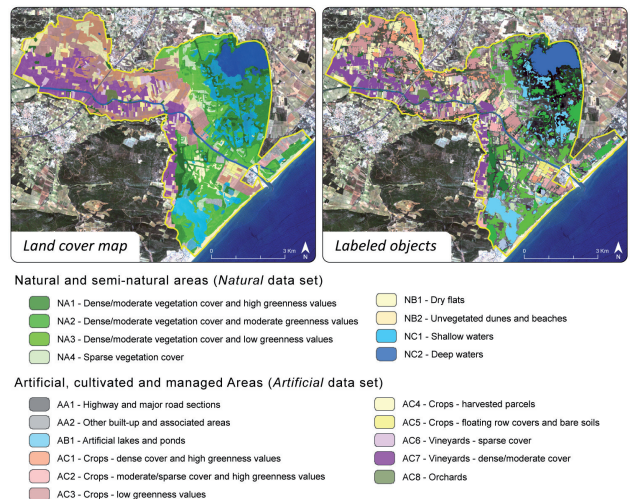 Land cover map
0 3 Km
N
Labeled objects
0 3 Km
N
Natural and semi-natural areas (Natural data set)
NA1 - Dense/moderate vegetation cover and high greenness values
NA2 - Dense/moderate vegetation cover and moderate greenness values
NA3 - Dense/moderate vegetation cover and low greenness values
NA4 - Sparse vegetation cover
NB1 - Dry flats
NB2 - Unvegetated dunes and beaches
NC1 - Shallow waters
NC2 - Deep waters
Artificial, cultivated and managed Areas (Artificial data set)
AA1 - Highway and major road sections
AA2 - Other built-up and associated areas
AB1 - Artificial lakes and ponds
AC1 - Crops - dense cover and high greenness values
AC2 - Crops - moderate/sparse cover and high greenness values
AC3 - Crops - low greenness values
AC4 - Crops - harvested parcels
AC5 - Crops - floating row covers and bare soils
AC6 - Vineyards - sparse cover
AC7 - Vineyards - dense/moderate cover
AC8 - Orchards